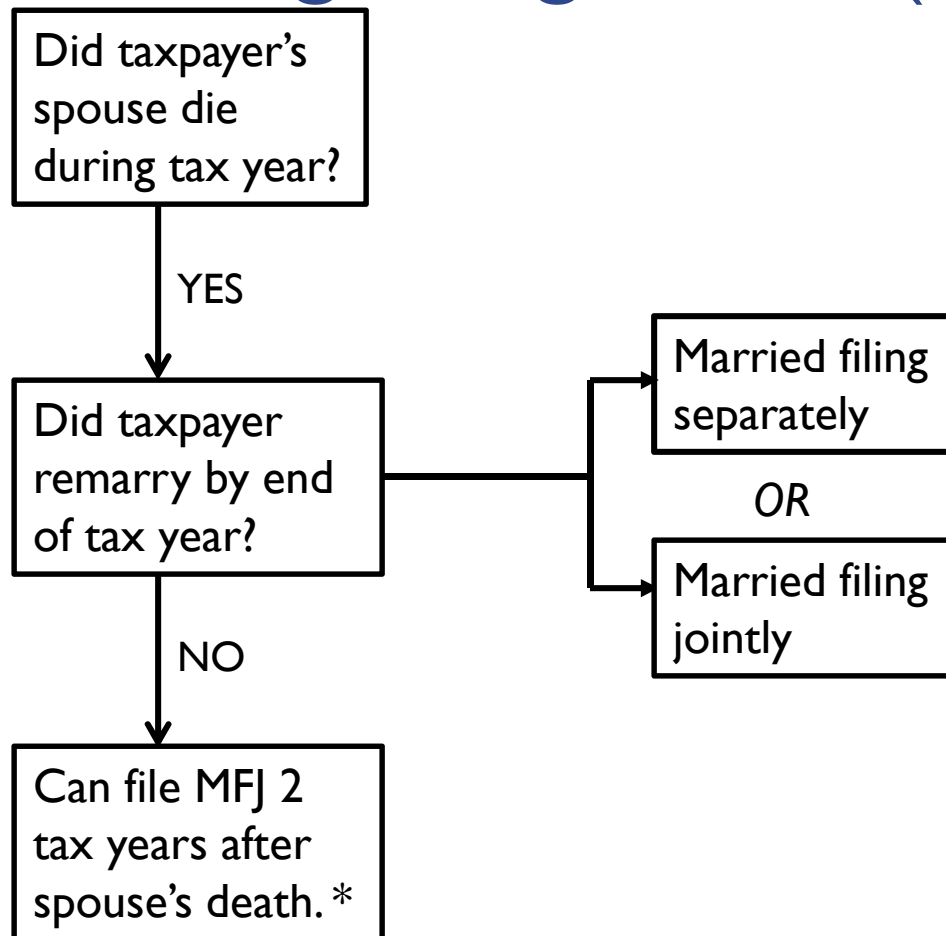 Did taxpayer’s
spouse die
during tax year?
YES
Did taxpayer
remarry by end
of tax year?
Married filing
separately
OR
Married filing
jointly
NO
Can file MFJ 2
tax years after
spouse’s death. *